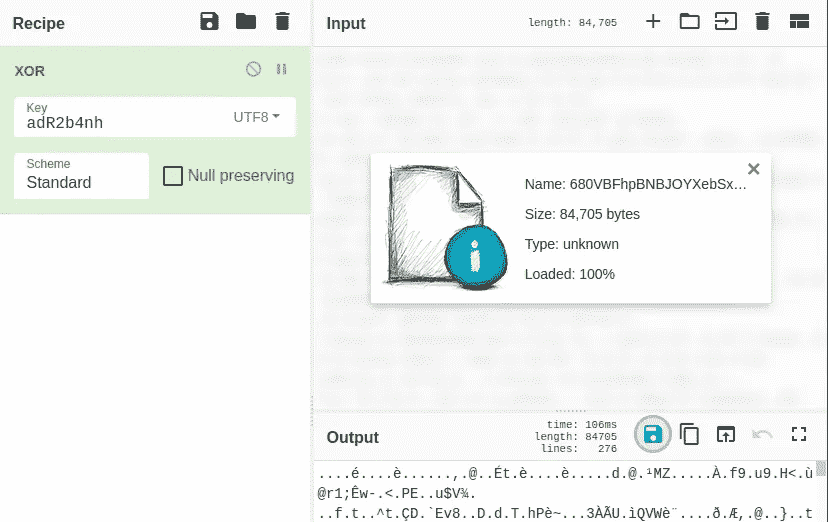 Recipe
XOR
Key
adR2b4nh
UTF8
Scheme
Standard
Null preserving
Input
length: 84,705
Name: 680VBFhpBNBJOYXebSx…
Size: 84,705 bytes
Type: unknown
Loaded: 100%
Output
time: 106ms
length: 84705
lines: 276
....é....è......,.@..Ét.è....è.....d.@.¹MZ.....À.f9.u9.H<.ù
@r1;Êw-.<.PE..u$V¾.
..f.t..^t.ÇD.`Ev8..D.d.T.hPè~...3ÀÃU.ìQVWè¨....ð.Æ,.@..}..t